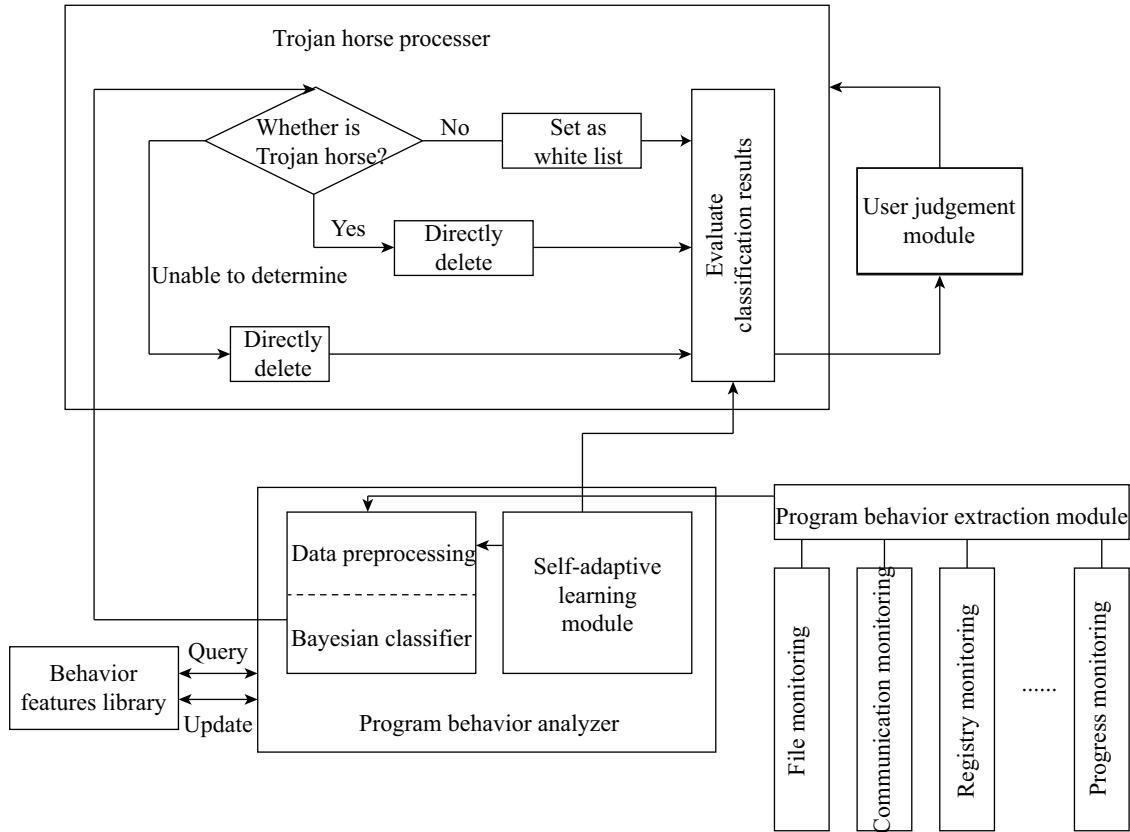 Trojan horse processer
Whether is
Trojan horse?
No
Set as
white list
Yes
Directly
delete
Unable to determine
Directly
delete
Evaluate
classification results
User judgement
module
Data preprocessing
Bayesian classifier
Self-adaptive
learning
module
Program behavior analyzer
Behavior
features library
Query
Update
Program behavior extraction module
File monitoring
Communication monitoring
Registry monitoring
......
Progress monitoring